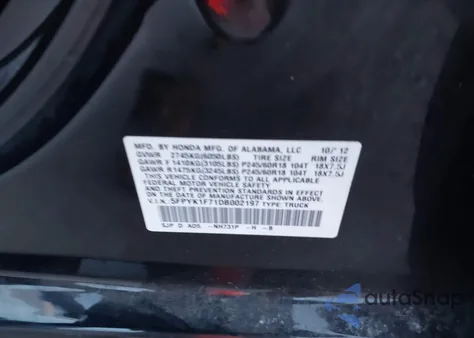 MFD. BY HONDA MFG. OF ALABAMA, LLC 10/'12
GVWR 2745KG(6050LBS) TIRE SIZE RIM SIZE
GAWR F 1410KG(3105LBS) P245/60R18 104T 18X7.5J
GAWR R1475KG(3245LBS) P245/60R18 104T 18X7.5J
THIS VEHICLE CONFORMS TO ALL APPLICABLE
FEDERAL MOTOR VEHICLE SAFETY AND THEFT
PREVENTION STANDARDS IN EFFECT ON THE
DATE OF MANUFACTURE SHOWN ABOVE.
V.I.N. 5FPYK1F71DB002197 TYPE: TRUCK
SJP D AD5 -NH731P -H -B
autoSnap